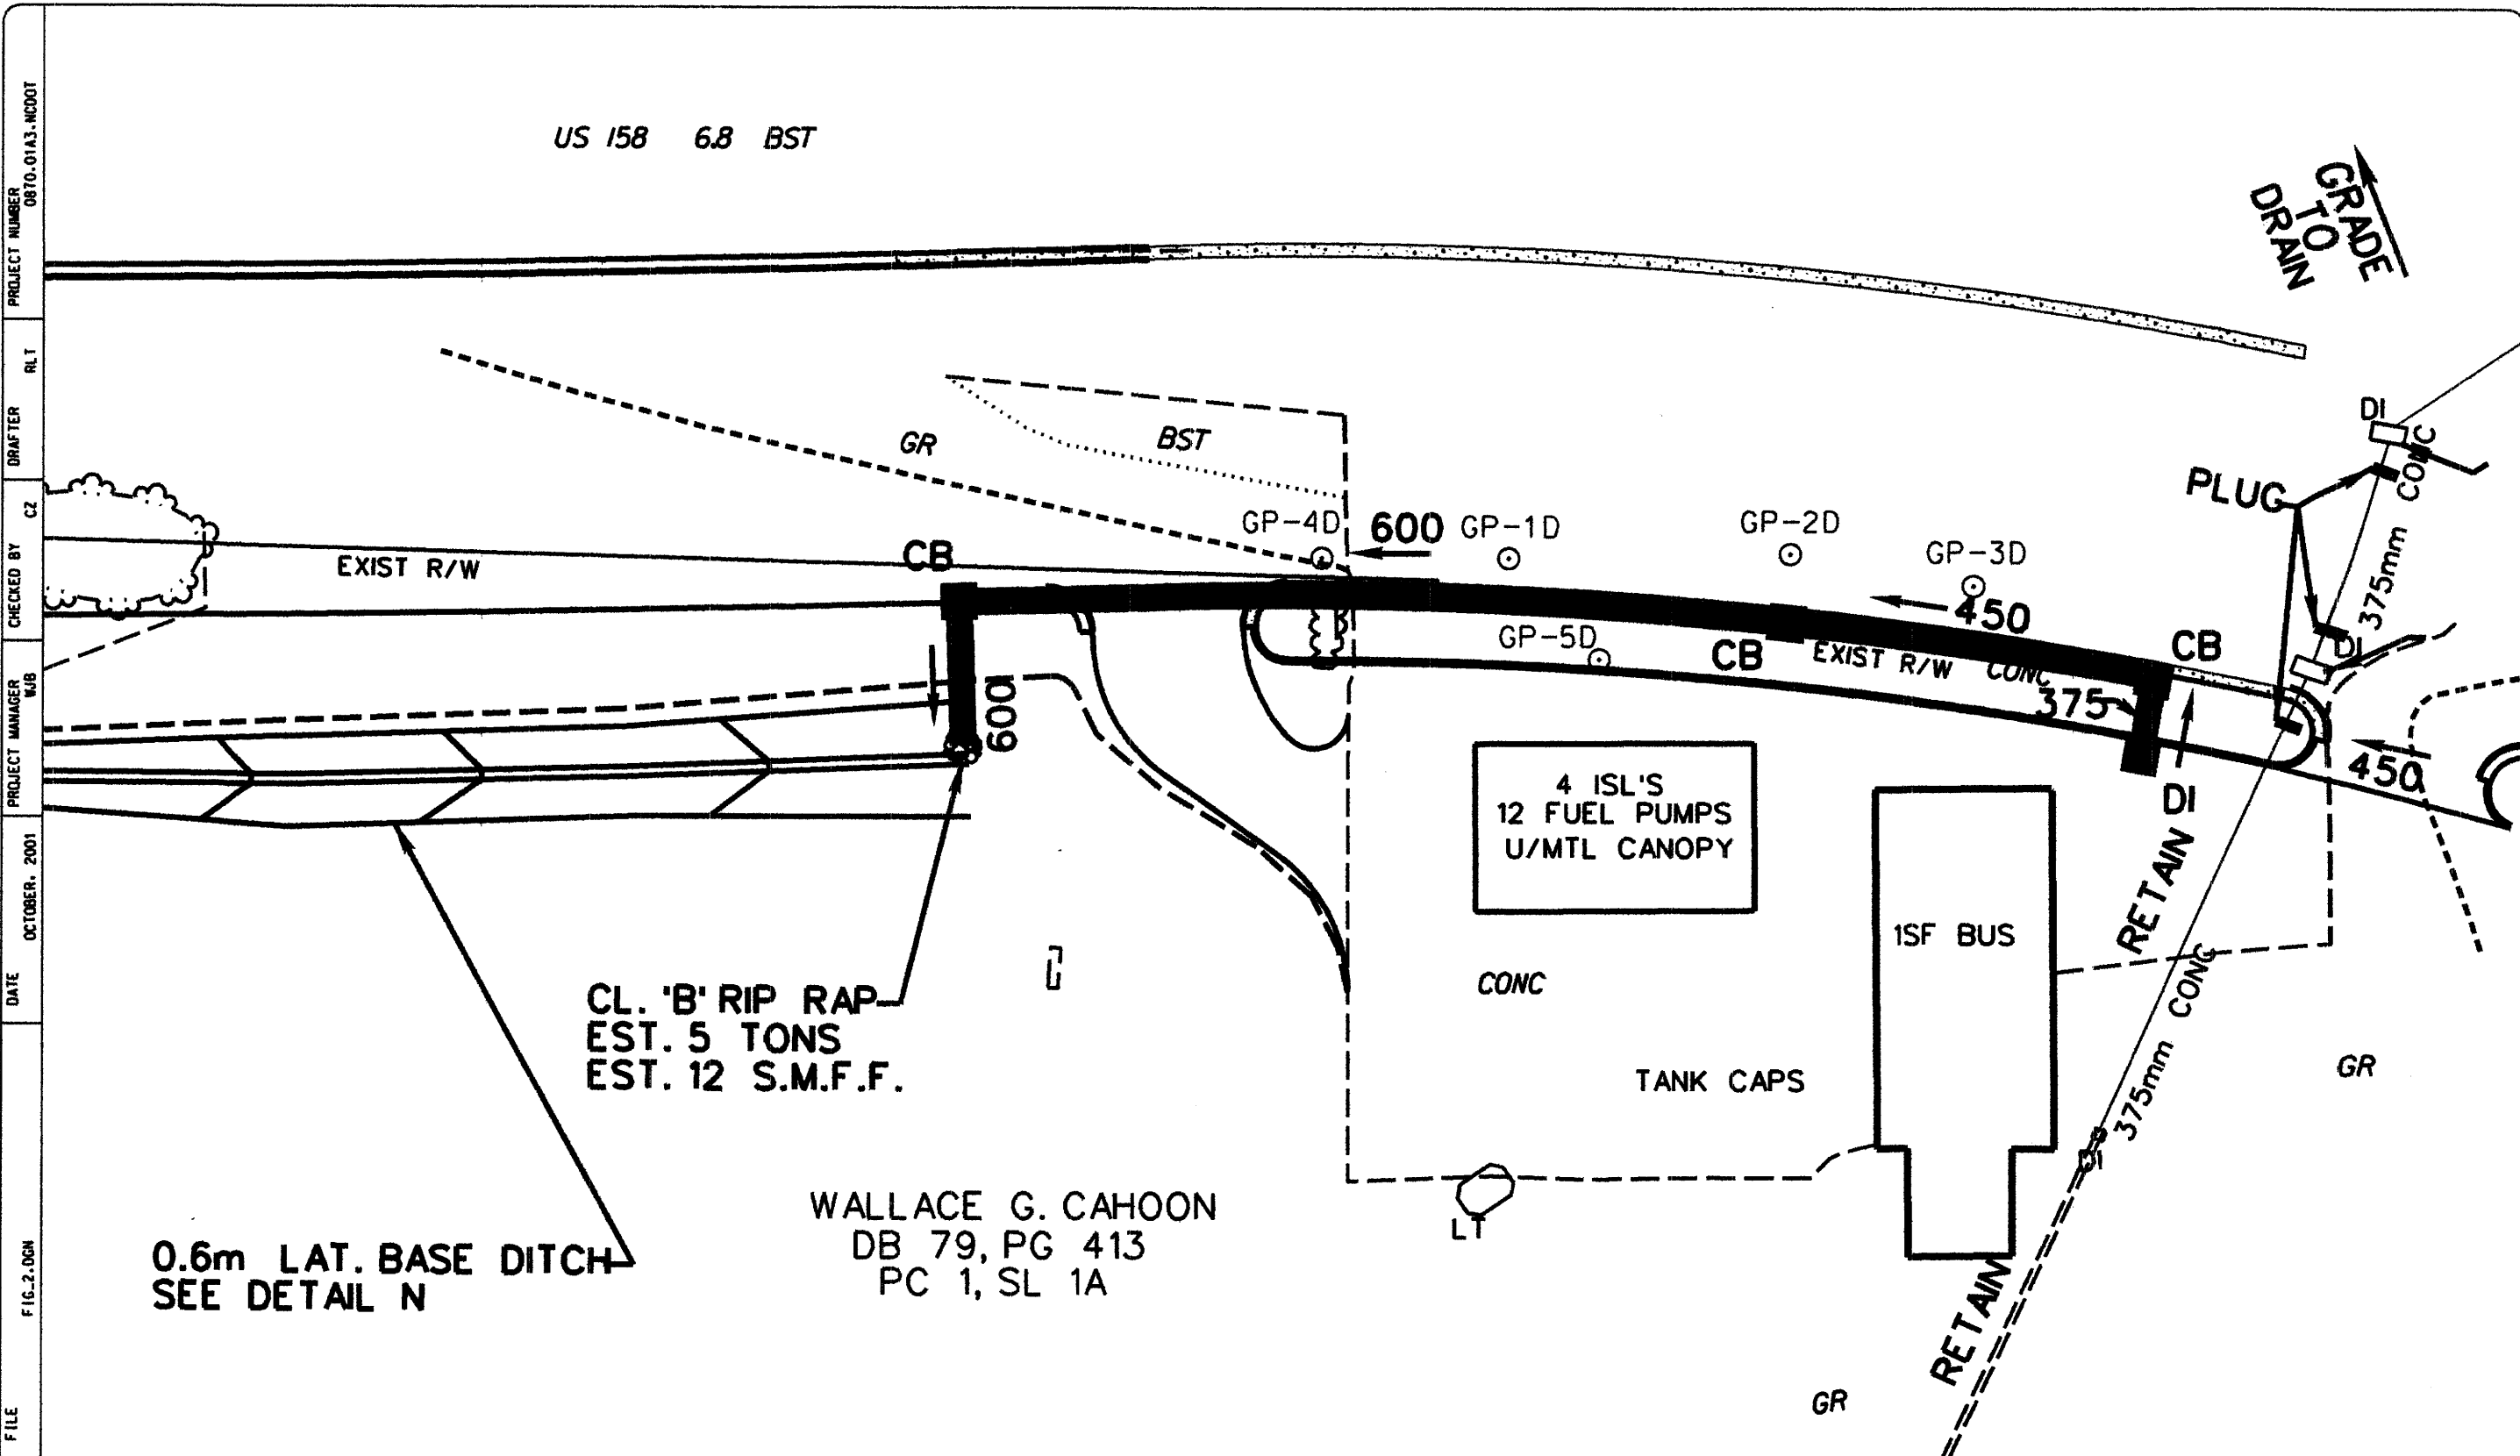 PROJECT NUMBER
0870.01A3.NCDOT
DRAFTER
RLT
CHECKED BY
CZ
PROJECT MANAGER
WJB
DATE
OCTOBER, 2001
FILE
FIG_2.DGN
US 158 6.8 BST
GRADE
TO
DRAIN
GR
BST
DI
CONC
PLUG
375mm
GP-4D
600
GP-1D
GP-2D
GP-3D
CB
EXIST R/W
450
GP-5D
CB
EXIST R/W
CONC
CB
DI
375
600
450
DI
RETAIN
4 ISL'S
12 FUEL PUMPS
U/MTL CANOPY
1SF BUS
CONC
CL. 'B' RIP RAP
EST. 5 TONS
EST. 12 S.M.F.F.
375mm CONC
GR
TANK CAPS
DI
WALLACE G. CAHOON
DB 79, PG 413
PC 1, SL 1A
LT
0.6m LAT. BASE DITCH
SEE DETAIL N
RETAIN
GR